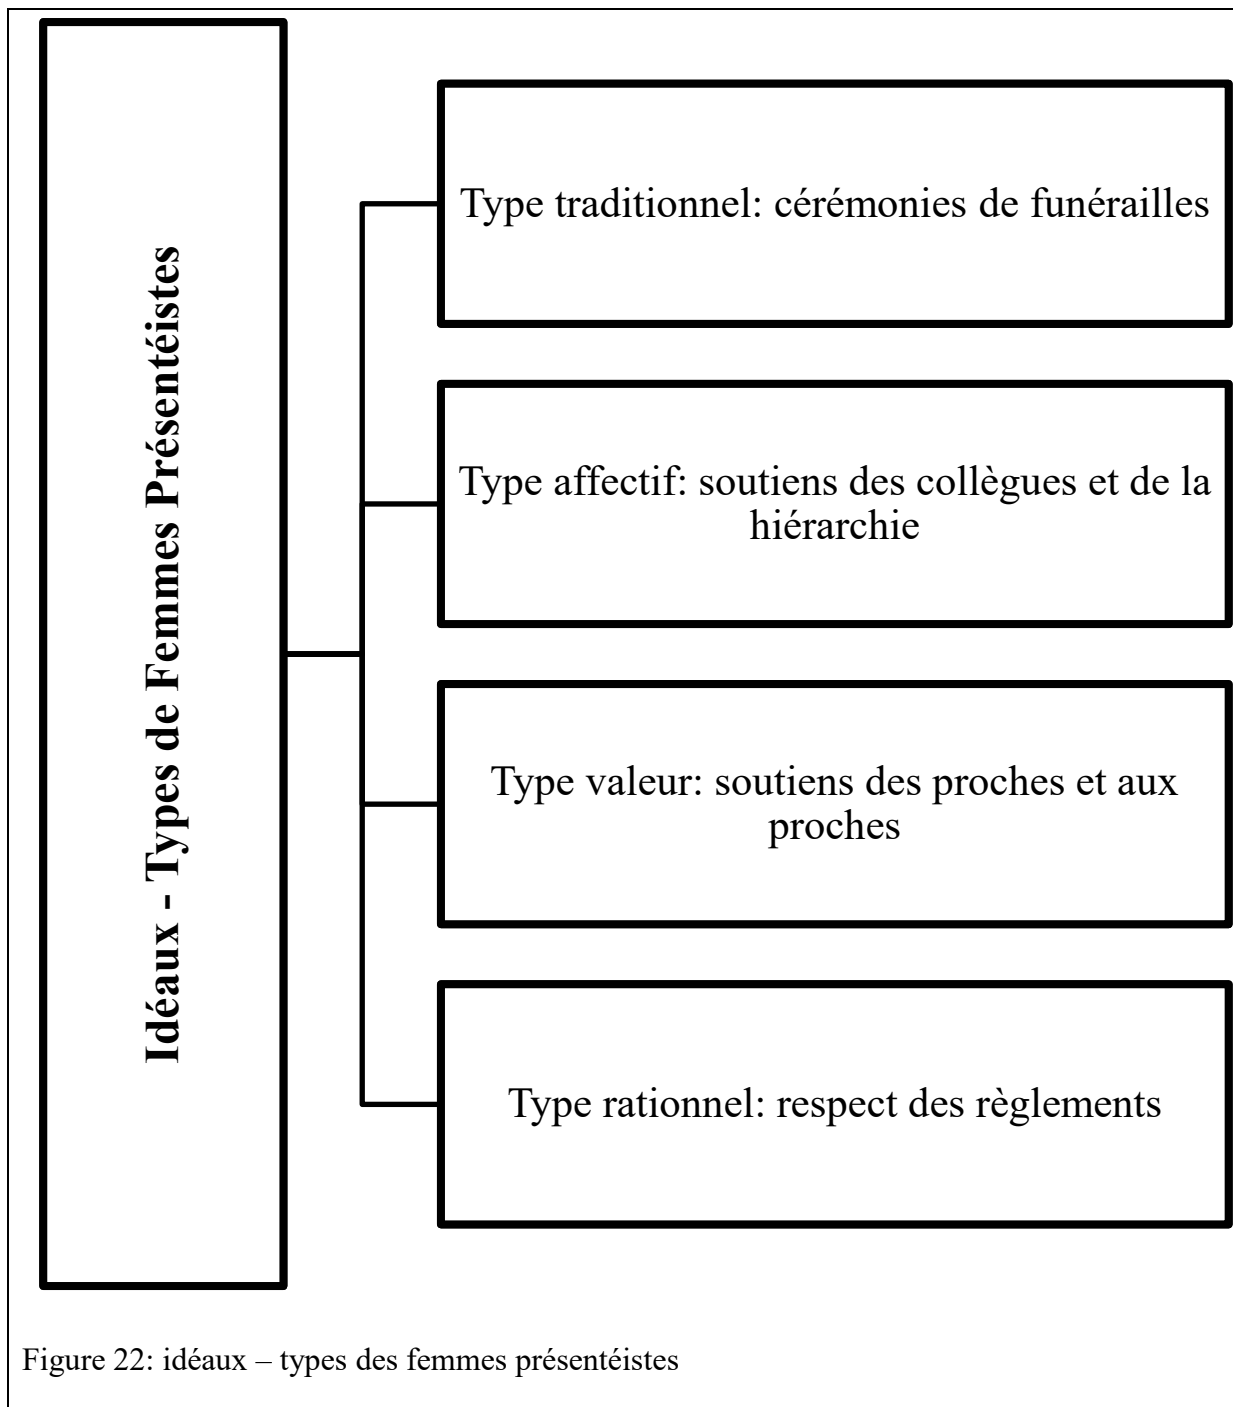 Idéaux - Types de Femmes Présentéistes
Type traditionnel: cérémonies de funérailles
Type affectif: soutiens des collègues et de la
hiérarchie
Type valeur: soutiens des proches et aux
proches
Type rationnel: respect des règlements
Figure 22: idéaux – types des femmes présentéistes